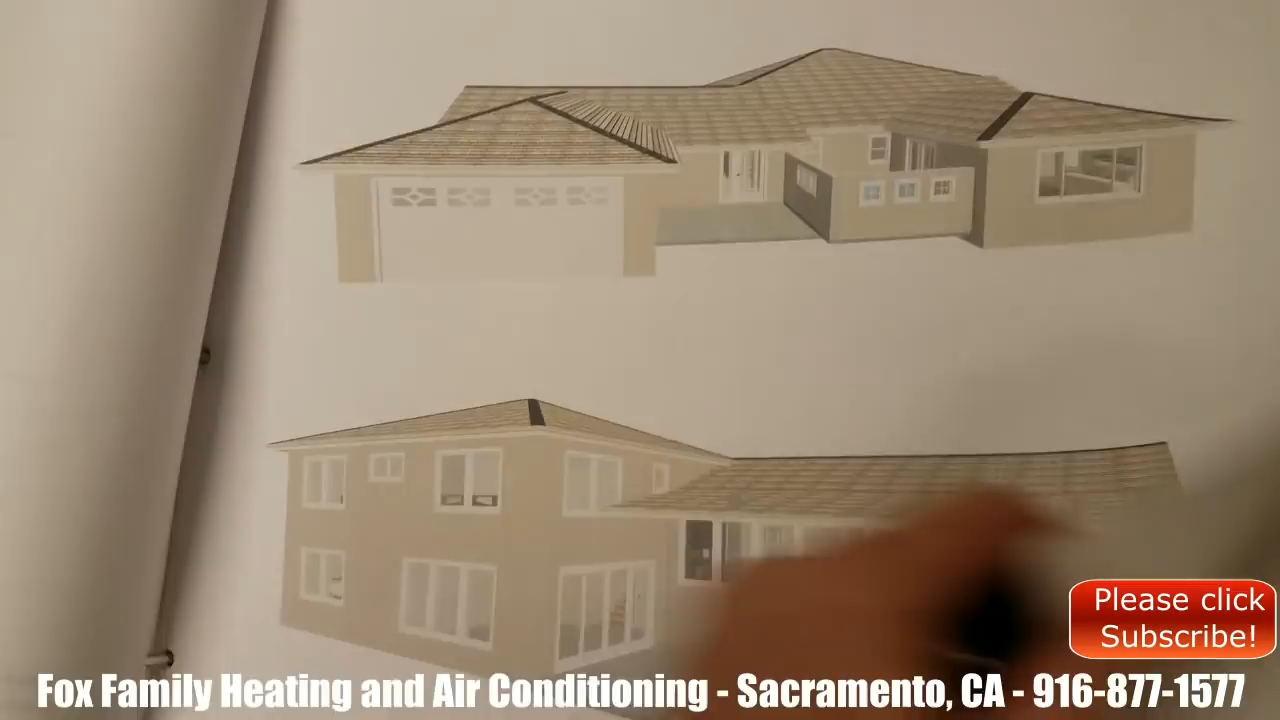 Please click
Subscribe!
Fox Family Heating and Air Conditioning - Sacramento, CA - 916-877-1577